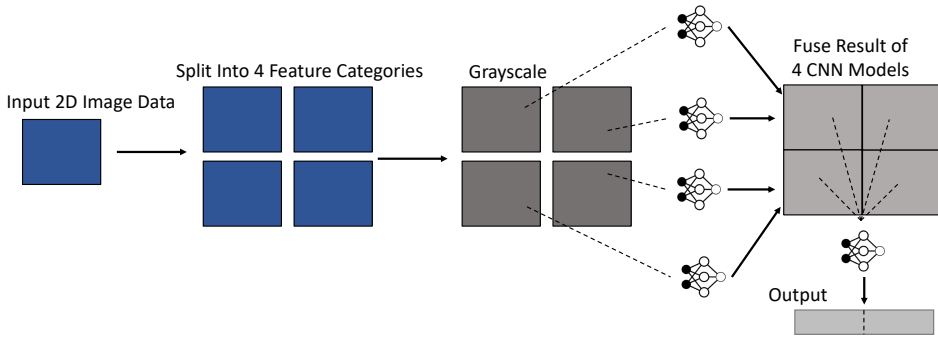 Input 2D Image Data
Split Into 4 Feature Categories
Grayscale
Fuse Result of
4 CNN Models
Output